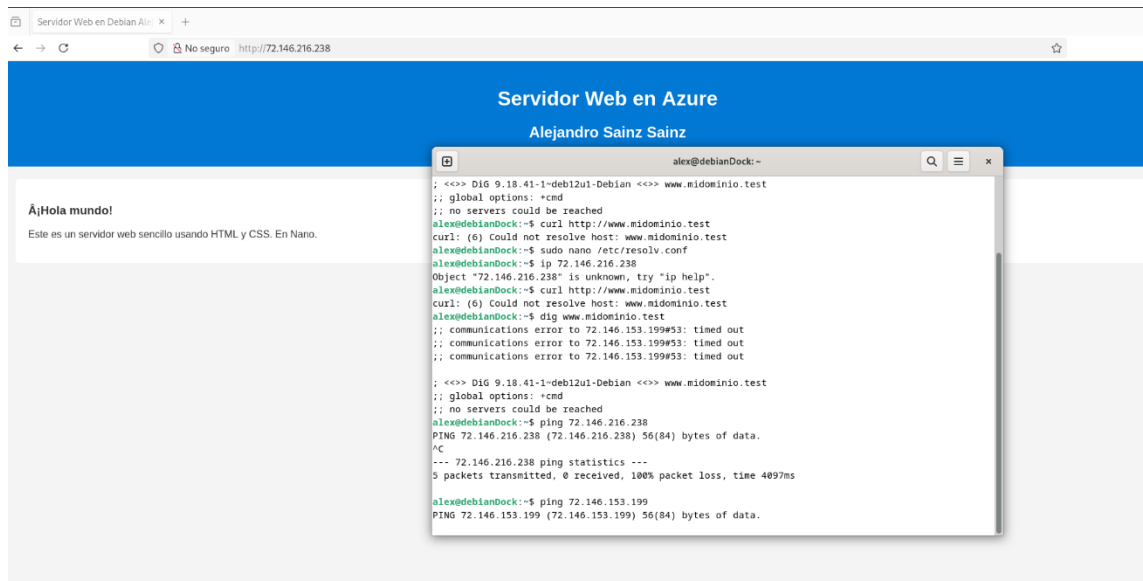 Servidor Web en Debian Ale
No seguro http://72.146.216.238
Servidor Web en Azure
Alejandro Sainz Sainz
Â¡Hola mundo!
Este es un servidor web sencillo usando HTML y CSS. En Nano.
alex@debianDock: ~
; <<>> DiG 9.18.41-1~deb12u1-Debian <<>> www.midominio.test
;; global options: +cmd
;; no servers could be reached
alex@debianDock:~$ curl http://www.midominio.test
curl: (6) Could not resolve host: www.midominio.test
alex@debianDock:~$ sudo nano /etc/resolv.conf
alex@debianDock:~$ ip 72.146.216.238
Object "72.146.216.238" is unknown, try "ip help".
alex@debianDock:~$ curl http://www.midominio.test
curl: (6) Could not resolve host: www.midominio.test
alex@debianDock:~$ dig www.midominio.test
;; communications error to 72.146.153.199#53: timed out
;; communications error to 72.146.153.199#53: timed out
;; communications error to 72.146.153.199#53: timed out
; <<>> DiG 9.18.41-1~deb12u1-Debian <<>> www.midominio.test
;; global options: +cmd
;; no servers could be reached
alex@debianDock:~$ ping 72.146.216.238
PING 72.146.216.238 (72.146.216.238) 56(84) bytes of data.
^C
--- 72.146.216.238 ping statistics ---
5 packets transmitted, 0 received, 100% packet loss, time 4097ms
alex@debianDock:~$ ping 72.146.153.199
PING 72.146.153.199 (72.146.153.199) 56(84) bytes of data.